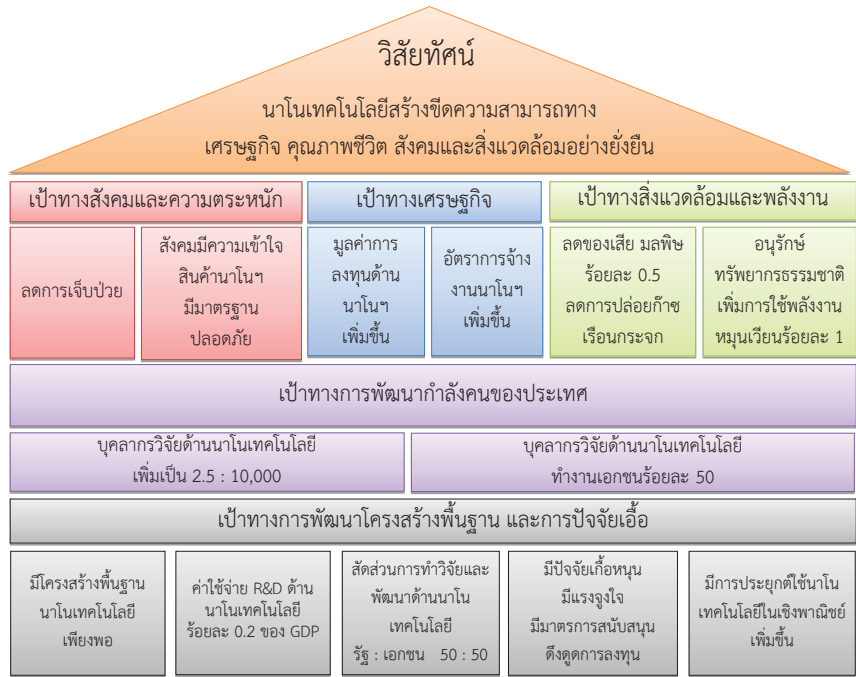 วิสัยทัศน์
นาโนเทคโนโลยีสร้างขีดความสามารถทาง
เศรษฐกิจ คุณภาพชีวิต สังคมและสิ่งแวดล้อมอย่างยั่งยืน
เป้าทางสังคมและความตระหนัก
เป้าทางเศรษฐกิจ
เป้าทางสิ่งแวดล้อมและพลังงาน
ลดการเจ็บป่วย
สังคมมีความเข้าใจ
สินค้านาโนฯ
มีมาตรฐาน
ปลอดภัย
มูลค่าการ
ลงทุนด้าน
นาโนฯ
เพิ่มขึ้น
อัตราการจ้าง
งานนาโนฯ
เพิ่มขึ้น
ลดของเสีย มลพิษ
ร้อยละ 0.5
ลดการปล่อยก๊าซ
เรือนกระจก
อนุรักษ์
ทรัพยากรธรรมชาติ
เพิ่มการใช้พลังงาน
หมุนเวียนร้อยละ 1
เป้าทางการพัฒนากำลังคนของประเทศ
บุคลากรวิจัยด้านนาโนเทคโนโลยี
เพิ่มเป็น 2.5 : 10,000
บุคลากรวิจัยด้านนาโนเทคโนโลยี
ทำงานเอกชนร้อยละ 50
เป้าทางการพัฒนาโครงสร้างพื้นฐาน และการปัจจัยเอื้อ
มีโครงสร้างพื้นฐาน
นาโนเทคโนโลยี
เพียงพอ
ค่าใช้จ่าย R&D ด้าน
นาโนเทคโนโลยี
ร้อยละ 0.2 ของ GDP
สัดส่วนการทำวิจัยและ
พัฒนาด้านนาโน
เทคโนโลยี
รัฐ : เอกชน 50 : 50
มีปัจจัยเกื้อหนุน
มีแรงจูงใจ
มีมาตรการสนับสนุน
ดึงดูดการลงทุน
มีการประยุกต์ใช้นาโน
เทคโนโลยีในเชิงพาณิชย์
เพิ่มขึ้น